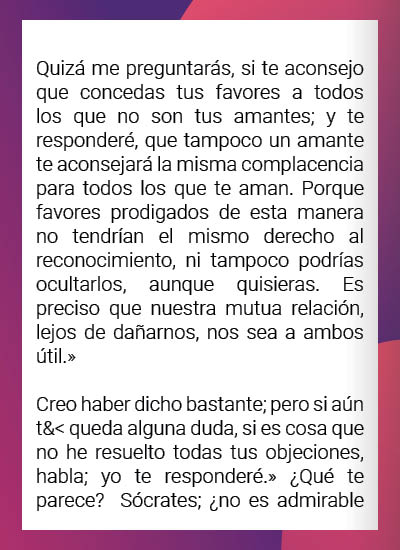 Quizá me preguntarás, si te aconsejo
que concedas tus favores a todos
los que no son tus amantes; y te
responderé, que tampoco un amante
te aconsejará la misma complacencia
para todos los que te aman. Porque
favores prodigados de esta manera
no tendrían el mismo derecho al
reconocimiento, ni tampoco podrías
ocultarlos, aunque quisieras. Es
preciso que nuestra mutua relación,
lejos de dañarnos, nos sea a ambos
útil.»
Creo haber dicho bastante; pero si aún
t&< queda alguna duda, si es cosa que
no he resuelto todas tus objeciones,
habla; yo te responderé.» ¿Qué te
parece? Sócrates; ¿no es admirable